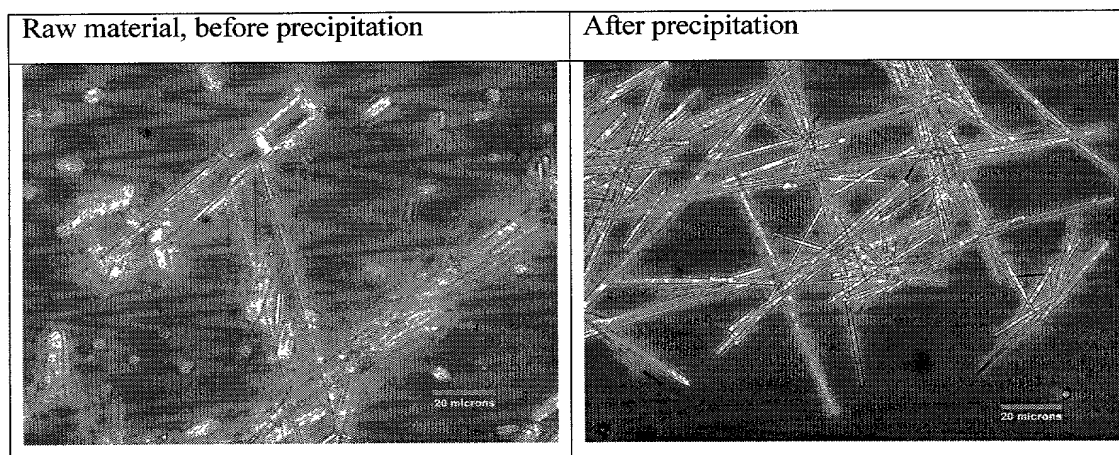 Raw material, before precipitation
After precipitation
20 microns
20 microns